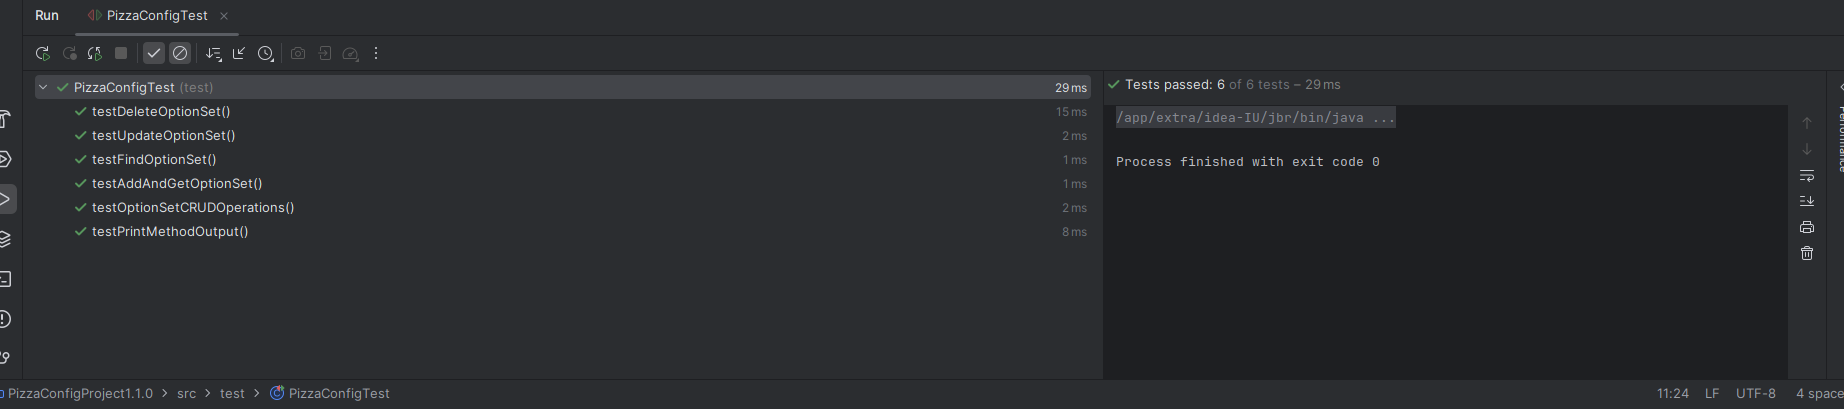 Run PizzaConfigTest
PizzaConfigTest (test) 29 ms
testDeleteOptionSet() 15 ms
testUpdateOptionSet() 2 ms
testFindOptionSet() 1 ms
testAddAndGetOptionSet() 1 ms
testOptionSetCRUDOperations() 2 ms
testPrintMethodOutput() 8 ms
Tests passed: 6 of 6 tests – 29 ms
/app/extra/idea-IU/jbr/bin/java ...
Process finished with exit code 0
PizzaConfigProject1.1.0 > src > test > PizzaConfigTest 11:24 LF UTF-8 4 space